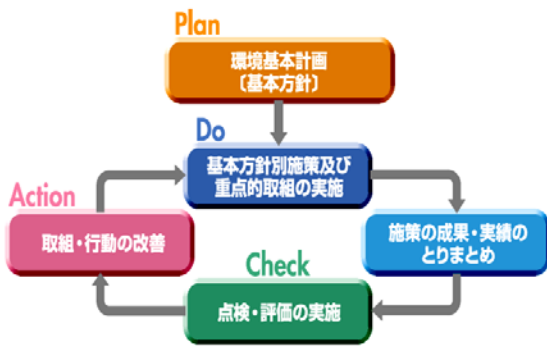 Plan
環境基本計画
〔基本方針〕
Do
基本方針別施策及び
重点的取組の実施
Action
取組・行動の改善
施策の成果・実績の
とりまとめ
Check
点検・評価の実施